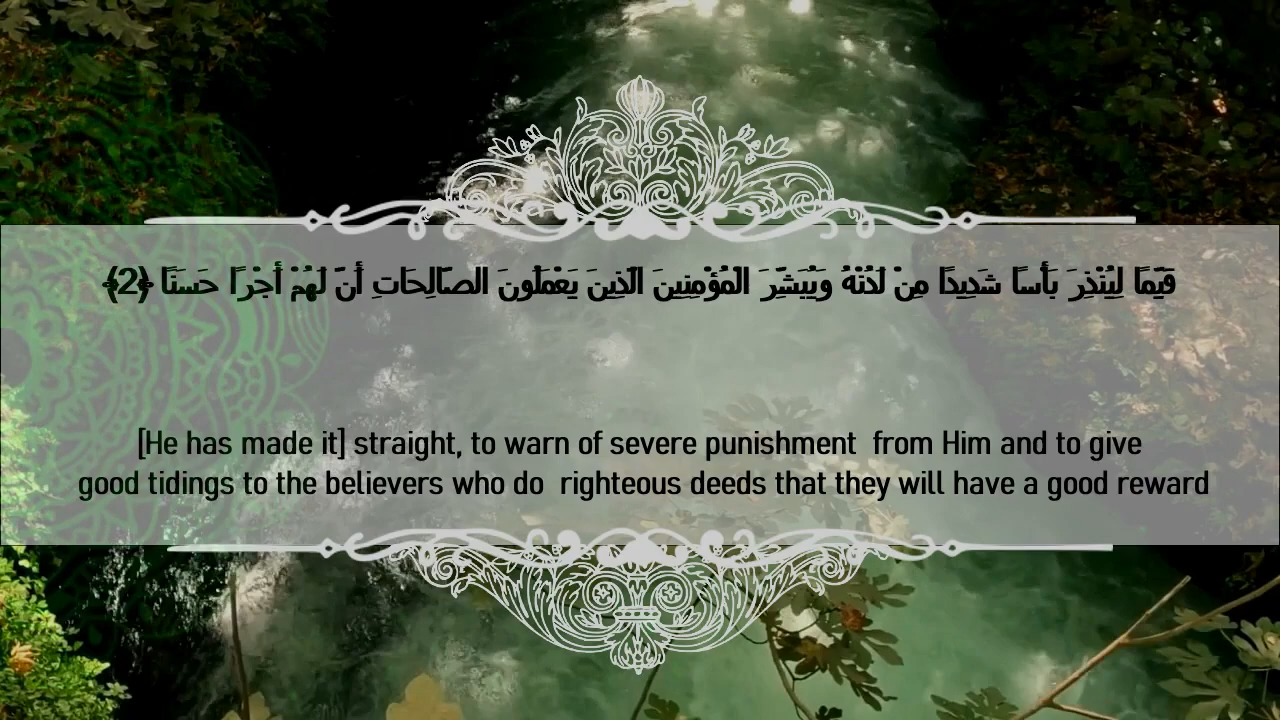 قَيِّمًا لِيُنْذِرَ بَأْسًا شَدِيدًا مِنْ لَدُنْهُ وَيُبَشِّرَ الْمُؤْمِنِينَ الَّذِينَ يَعْمَلُونَ الصَّالِحَاتِ أَنَّ لَهُمْ أَجْرًا حَسَنًا ﴿2﴾
[He has made it] straight, to warn of severe punishment  from Him and to give
good tidings to the believers who do  righteous deeds that they will have a good reward